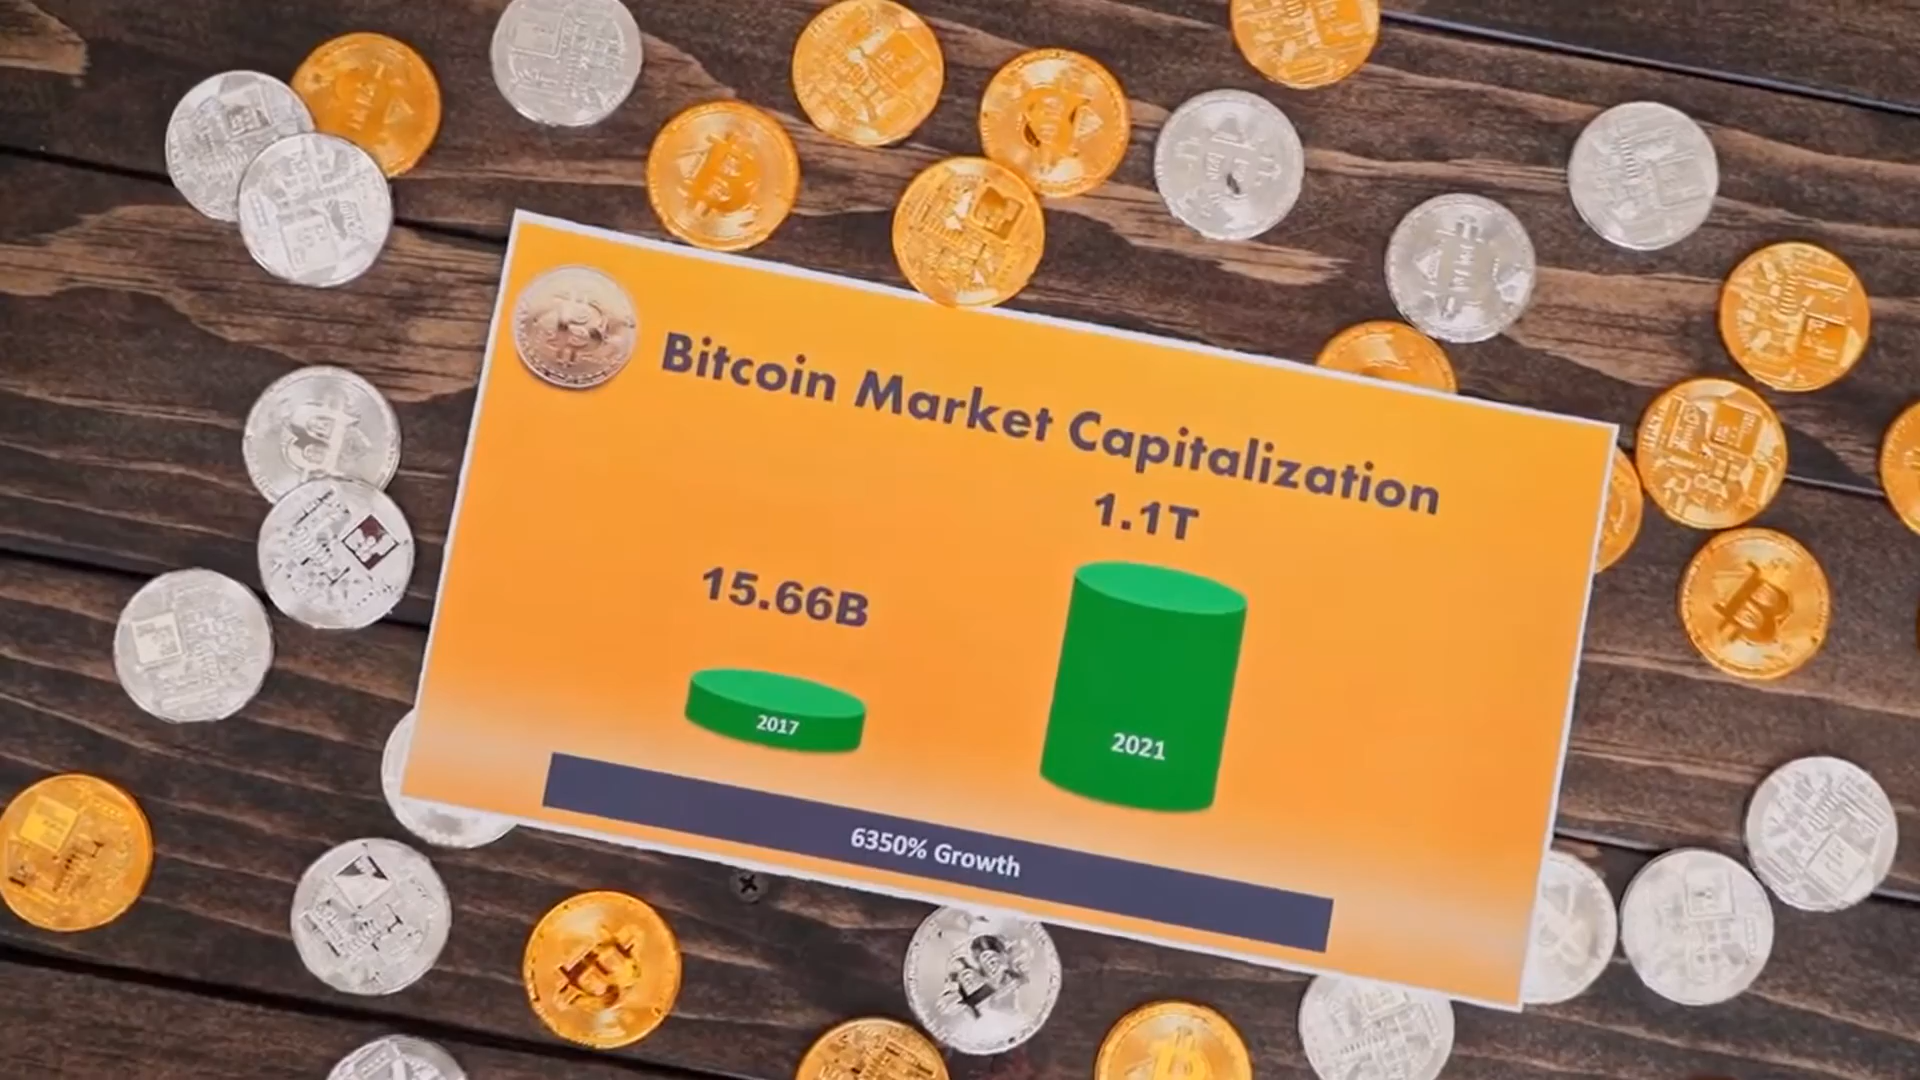 Bitcoin Market Capitalization
1.1T
15.66B
2017
2021
6350% Growth